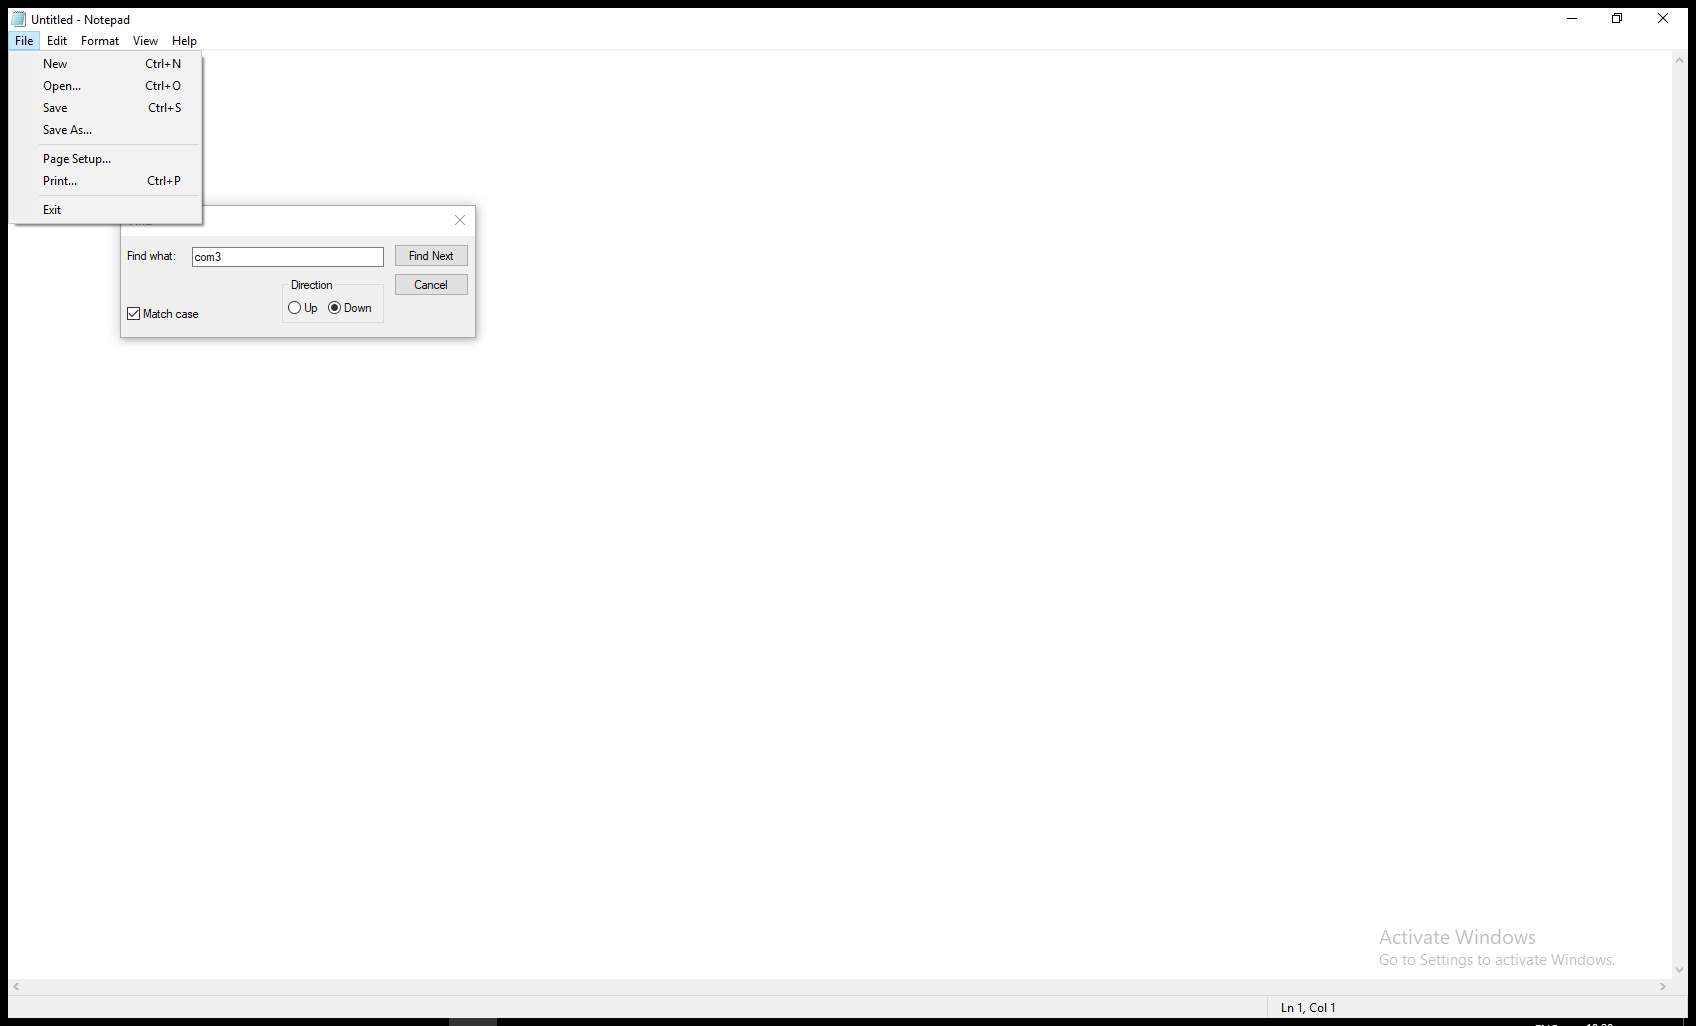 Untitled - Notepad
File Edit Format View Help
New Ctrl+N
Open... Ctrl+O
Save Ctrl+S
Save As...
Page Setup...
Print... Ctrl+P
Exit
Find what: com3 Find Next
Direction Cancel
Up Down
Match case
Activate Windows
Go to Settings to activate Windows.
Ln 1, Col 1